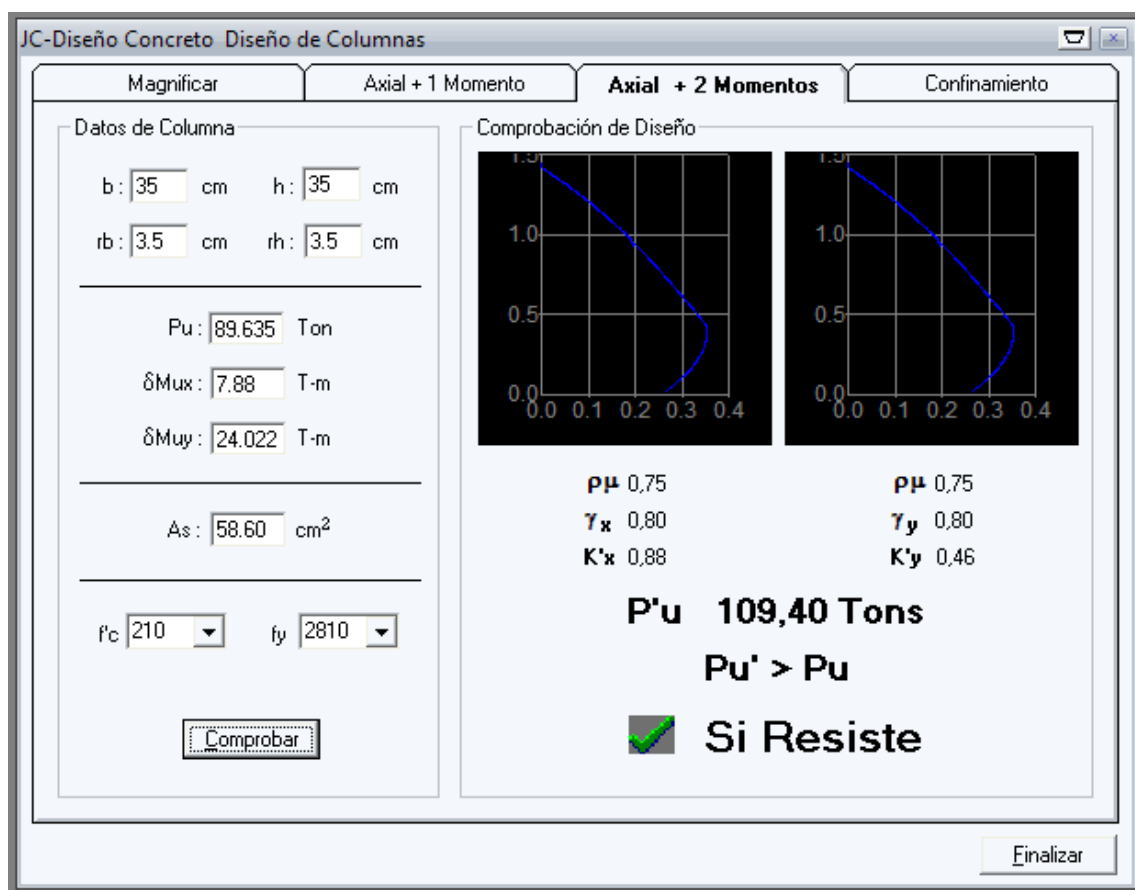 JC-Diseño Concreto Diseño de Columnas
Magnificar
Axial + 1 Momento
Axial + 2 Momentos
Confinamiento
Datos de Columna
b : 35 cm h : 35 cm
rb : 3.5 cm rh : 3.5 cm
Pu : 89.635 Ton
δMux : 7.88 T-m
δMuy : 24.022 T-m
As : 58.60 cm²
f'c 210 fy 2810
Comprobar
Comprobación de Diseño
1.5
1.0
0.5
0.0
0.0 0.1 0.2 0.3 0.4
1.5
1.0
0.5
0.0
0.0 0.1 0.2 0.3 0.4
ρμ 0,75 ρμ 0,75
γx 0,80 γy 0,80
K'x 0,88 K'y 0,46
P'u 109,40 Tons
Pu' > Pu
Si Resiste
Finalizar